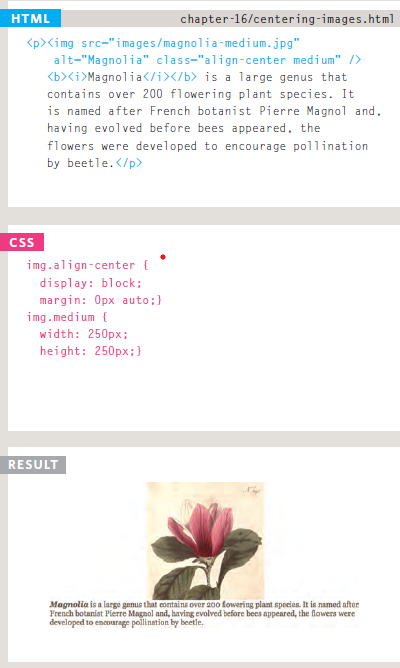 HTML
chapter-16/centering-images.html
<p><img src="images/magnolia-medium.jpg"
alt="Magnolia" class="align-center medium" />
<b><i>Magnolia</i></b> is a large genus that
contains over 200 flowering plant species. It
is named after French botanist Pierre Magnol and,
having evolved before bees appeared, the
flowers were developed to encourage pollination
by beetle.</p>
CSS
img.align-center {
display: block;
margin: 0px auto;}
img.medium {
width: 250px;
height: 250px;}
RESULT
Magnolia is a large genus that contains over 200 flowering plant species. It is named after
French botanist Pierre Magnol and, having evolved before bees appeared, the flowers were
developed to encourage pollination by beetle.